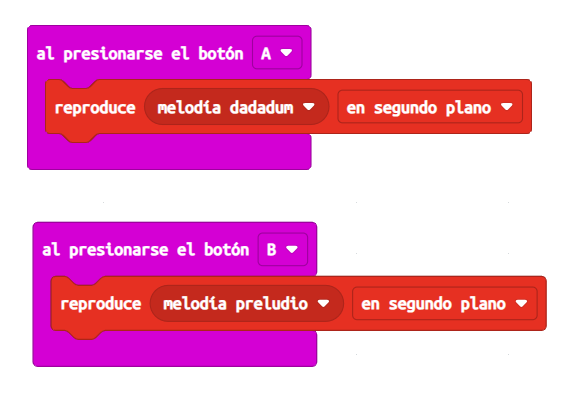 al presionarse el botón A
reproduce melodía dadadum en segundo plano
al presionarse el botón B
reproduce melodía preludio en segundo plano